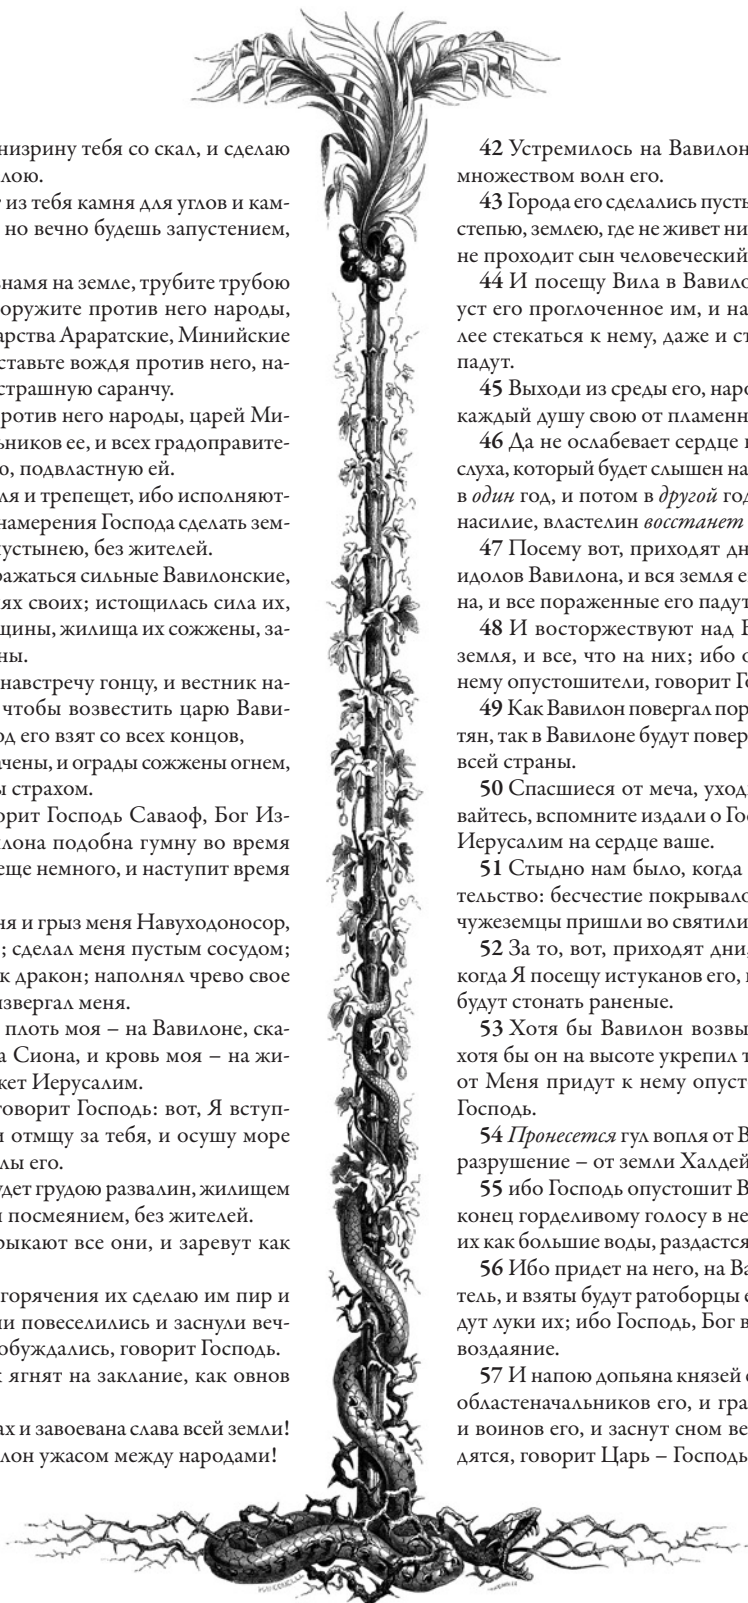 низрину тебя со скал, и сделаю
лою.
из тебя камня для углов и кам-
но вечно будешь запустением,
намя на земле, трубите трубою
оружите против него народы,
арства Араратские, Минийские
ставьте вождя против него, на-
страшную саранчу.
ротив него народы, царей Ми-
ьников ее, и всех градоправите-
ю, подвластную ей.
ля и трепещет, ибо исполняют-
намерения Господа сделать зем-
устынею, без жителей.
ражаться сильные Вавилонские,
ях своих; истощилась сила их,
щины, жилища их сожжены, за-
ны.
навстречу гонцу, и вестник на-
чтобы возвестить царю Вави-
од его взят со всех концов,
ачены, и ограды сожжены огнем,
ы страхом.
орит Господь Саваоф, Бог Из-
лона подобна гумну во время
еще немного, и наступит время
ня и грыз меня Навуходоносор,
; сделал меня пустым сосудом;
к дракон; наполнял чрево свое
извергал меня.
плоть моя – на Вавилоне, ска-
а Сиона, и кровь моя – на жи-
жет Иерусалим.
говорит Господь: вот, Я вступ-
и отмщу за тебя, и осушу море
лы его.
удет грудою развалин, жилищем
и посмеянием, без жителей.
рыкают все они, и заревут как
горячения их сделаю им пир и
ни повеселились и заснули веч-
обуждались, говорит Господь.
к ягнят на заклание, как овнов
ах и завоевана слава всей земли!
лон ужасом между народами!
42 Устремилось на Вавилон
множеством волн его.
43 Города его сделались пусты
степью, землею, где не живет ни
не проходит сын человеческий
44 И посещу Вила в Вавило
уст его проглоченное им, и на
лее стекаться к нему, даже и ст
падут.
45 Выходи из среды его, наро
каждый душу свою от пламенн
46 Да не ослабевает сердце в
слуха, который будет слышен на
в один год, и потом в другой год
насилие, властелин восстанет
47 Посему вот, приходят дн
идолов Вавилона, и вся земля е
на, и все пораженные его падут
48 И восторжествуют над В
земля, и все, что на них; ибо о
нему опустошители, говорит Го
49 Как Вавилон повергал пор
тян, так в Вавилоне будут повер
всей страны.
50 Спасшиеся от меча, уход
вайтесь, вспомните издали о Гос
Иерусалим на сердце ваше.
51 Стыдно нам было, когда
тельство: бесчестие покрывало
чужеземцы пришли во святили
52 За то, вот, приходят дни,
когда Я посещу истуканов его, и
будут стонать раненые.
53 Хотя бы Вавилон возвы
хотя бы он на высоте укрепил т
от Меня придут к нему опуст
Господь.
54 Пронесется гул вопля от В
разрушение – от земли Халдей
55 ибо Господь опустошит В
конец горделивому голосу в не
их как большие воды, раздастся
56 Ибо придет на него, на Ва
тель, и взяты будут ратоборцы е
дут луки их; ибо Господь, Бог в
воздаяние.
57 И напою допьяна князей е
областеначальников его, и гра
и воинов его, и заснут сном ве
дятся, говорит Царь – Господь